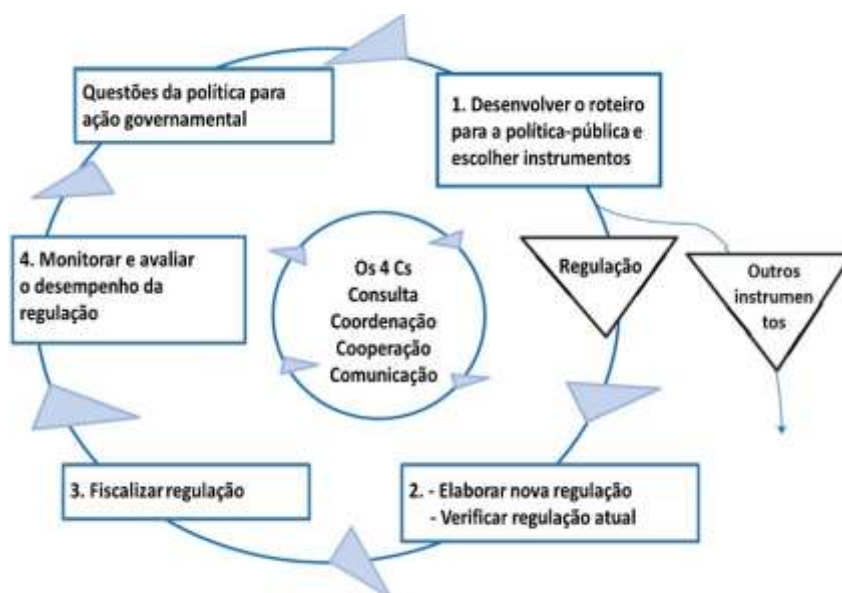 Questões da política para
ação governamental
1. Desenvolver o roteiro
para a política-pública e
escolher instrumentos
Regulação
Outros
instrumen
tos
2. - Elaborar nova regulação
- Verificar regulação atual
3. Fiscalizar regulação
4. Monitorar e avaliar
o desempenho da
regulação
Os 4 Cs
Consulta
Coordenação
Cooperação
Comunicação